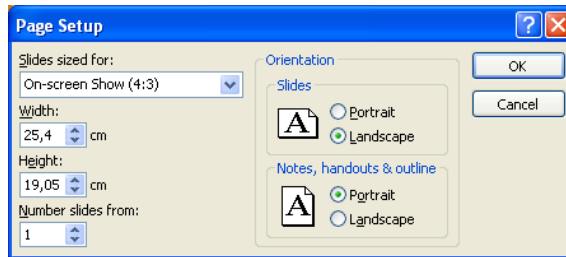 Page Setup
Slides sized for:
On-screen Show (4:3)
Width:
25,4 cm
Height:
19,05 cm
Number slides from:
1
Orientation
Slides
A
Portrait
Landscape
Notes, handouts & outline
A
Portrait
Landscape
OK
Cancel